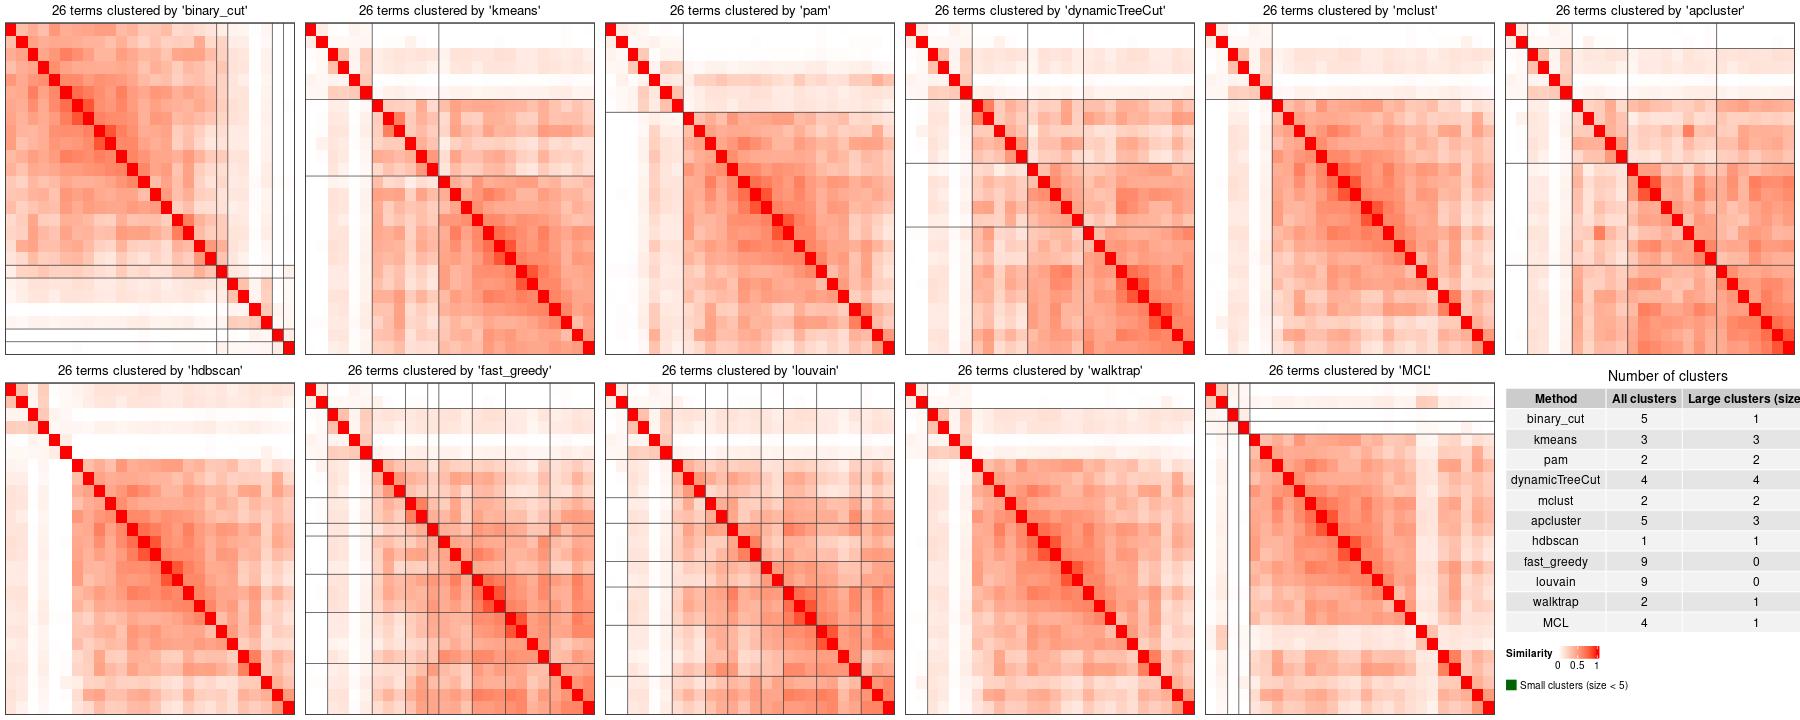 26 terms clustered by 'binary_cut'
26 terms clustered by 'kmeans'
26 terms clustered by 'pam'
26 terms clustered by 'dynamicTreeCut'
26 terms clustered by 'mclust'
26 terms clustered by 'apcluster'
26 terms clustered by 'hdbscan'
26 terms clustered by 'fast_greedy'
26 terms clustered by 'louvain'
26 terms clustered by 'walktrap'
26 terms clustered by 'MCL'
Number of clusters
Method All clusters Large clusters (size
binary_cut 5 1
kmeans 3 3
pam 2 2
dynamicTreeCut 4 4
mclust 2 2
apcluster 5 3
hdbscan 1 1
fast_greedy 9 0
louvain 9 0
walktrap 2 1
MCL 4 1
Similarity
0 0.5 1
Small clusters (size < 5)